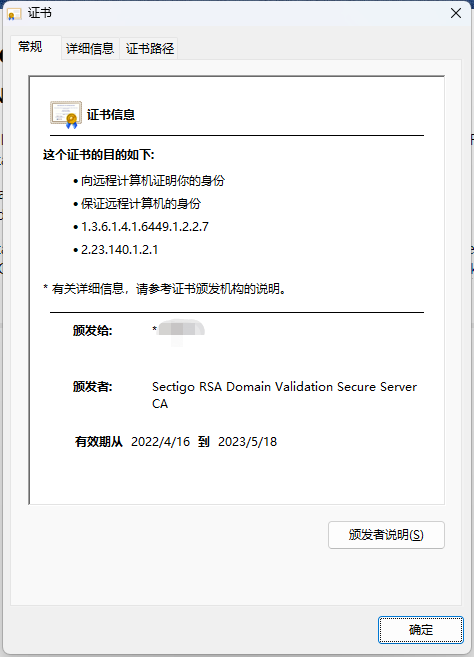 证书
常规
详细信息
证书路径
证书信息
这个证书的目的如下:
• 向远程计算机证明你的身份
• 保证远程计算机的身份
• 1.3.6.1.4.1.6449.1.2.2.7
• 2.23.140.1.2.1
* 有关详细信息，请参考证书颁发机构的说明。
颁发给: *
颁发者: Sectigo RSA Domain Validation Secure Server
CA
有效期从 2022/4/16 到 2023/5/18
颁发者说明(S)
确定